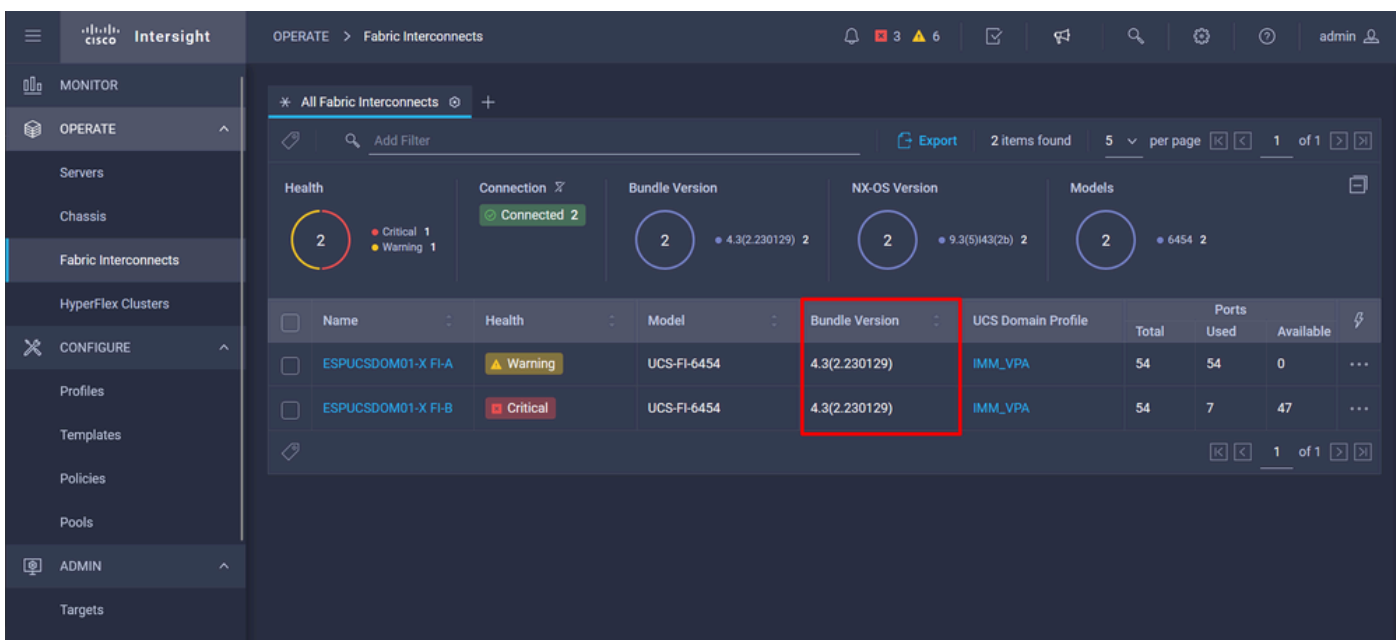 cisco Intersight
OPERATE > Fabric Interconnects
3 6
admin
MONITOR
OPERATE
Servers
Chassis
Fabric Interconnects
HyperFlex Clusters
CONFIGURE
Profiles
Templates
Policies
Pools
ADMIN
Targets
All Fabric Interconnects
Add Filter
Export 2 items found 5 per page 1 of 1
Health
2
Critical 1
Warning 1
Connection
Connected 2
Bundle Version
2
4.3(2.230129) 2
NX-OS Version
2
9.3(5)I43(2b) 2
Models
2
6454 2
Name Health Model Bundle Version UCS Domain Profile Ports
Total Used Available
ESPUCSDOM01-X FI-A Warning UCS-FI-6454 4.3(2.230129) IMM_VPA 54 54 0
ESPUCSDOM01-X FI-B Critical UCS-FI-6454 4.3(2.230129) IMM_VPA 54 7 47
1 of 1